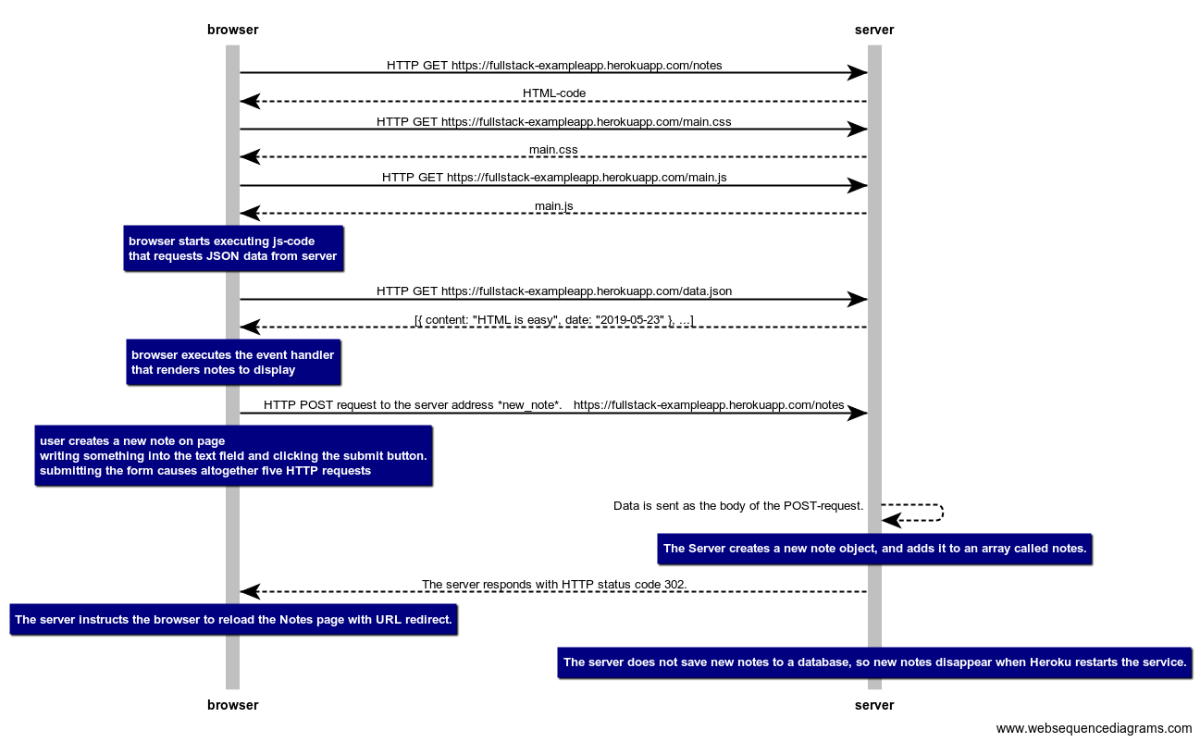 browser
server
HTTP GET https://fullstack-exampleapp.herokuapp.com/notes
HTML-code
HTTP GET https://fullstack-exampleapp.herokuapp.com/main.css
main.css
HTTP GET https://fullstack-exampleapp.herokuapp.com/main.js
main.js
browser starts executing js-code
that requests JSON data from server
HTTP GET https://fullstack-exampleapp.herokuapp.com/data.json
[{ content: "HTML is easy", date: "2019-05-23" }, ...]
browser executes the event handler
that renders notes to display
HTTP POST request to the server address *new_note*. https://fullstack-exampleapp.herokuapp.com/notes
user creates a new note on page
writing something into the text field and clicking the submit button.
submitting the form causes altogether five HTTP requests
Data is sent as the body of the POST-request.
The Server creates a new note object, and adds it to an array called notes.
The server responds with HTTP status code 302.
The server instructs the browser to reload the Notes page with URL redirect.
The server does not save new notes to a database, so new notes disappear when Heroku restarts the service.
browser
server
www.websequencediagrams.com